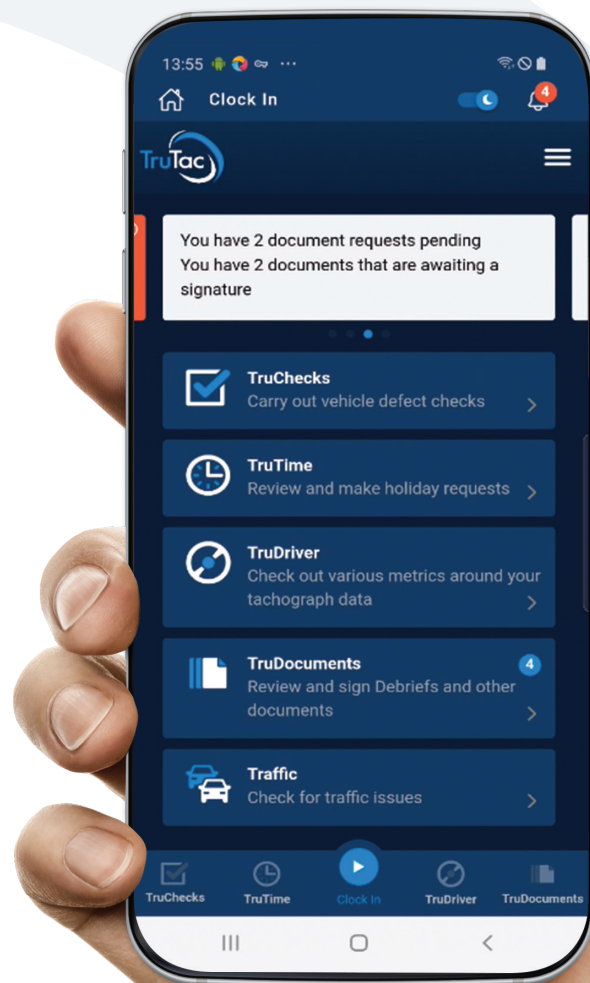 13:55
Clock In
4
TruTac
You have 2 document requests pending
You have 2 documents that are awaiting a
signature
TruChecks
Carry out vehicle defect checks
TruTime
Review and make holiday requests
TruDriver
Check out various metrics around your
tachograph data
TruDocuments
4
Review and sign Debriefs and other
documents
Traffic
Check for traffic issues
TruChecks
TruTime
Clock In
TruDriver
TruDocuments